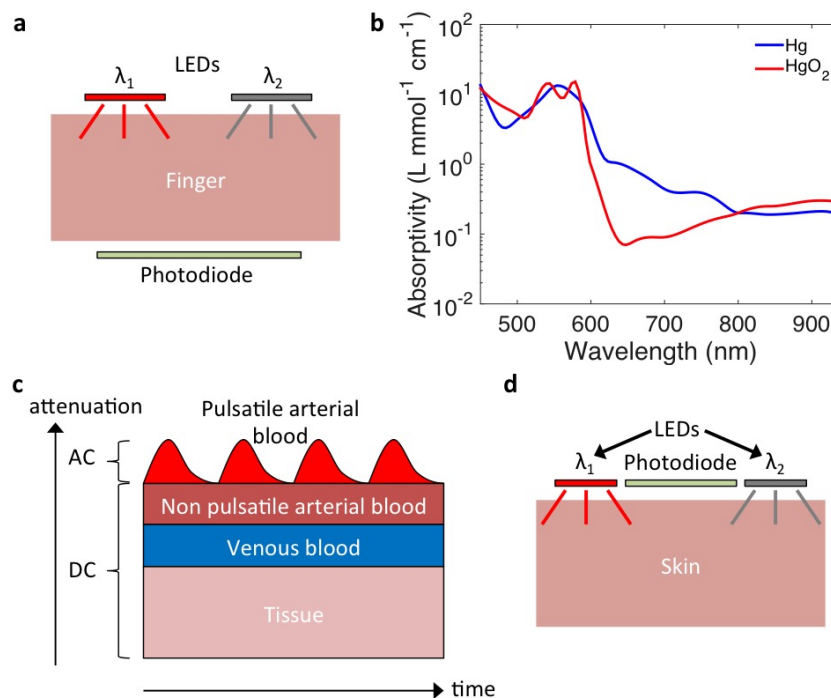 a
LEDs
λ1
λ2
Finger
Photodiode
b
Absorptivity (L mmol-1 cm-1)
10^2
10^1
10^0
10^-1
10^-2
500
600
700
800
900
Wavelength (nm)
Hg
HgO2
c
attenuation
Pulsatile arterial
blood
AC
DC
Non pulsatile arterial blood
Venous blood
Tissue
time
d
LEDs
λ1
Photodiode
λ2
Skin